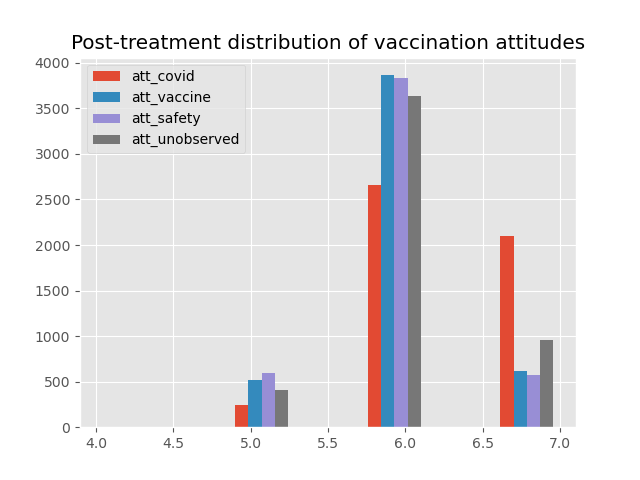 Post-treatment distribution of vaccination attitudes
att_covid
att_vaccine
att_safety
att_unobserved
4000
3500
3000
2500
2000
1500
1000
500
0
4.0 4.5 5.0 5.5 6.0 6.5 7.0